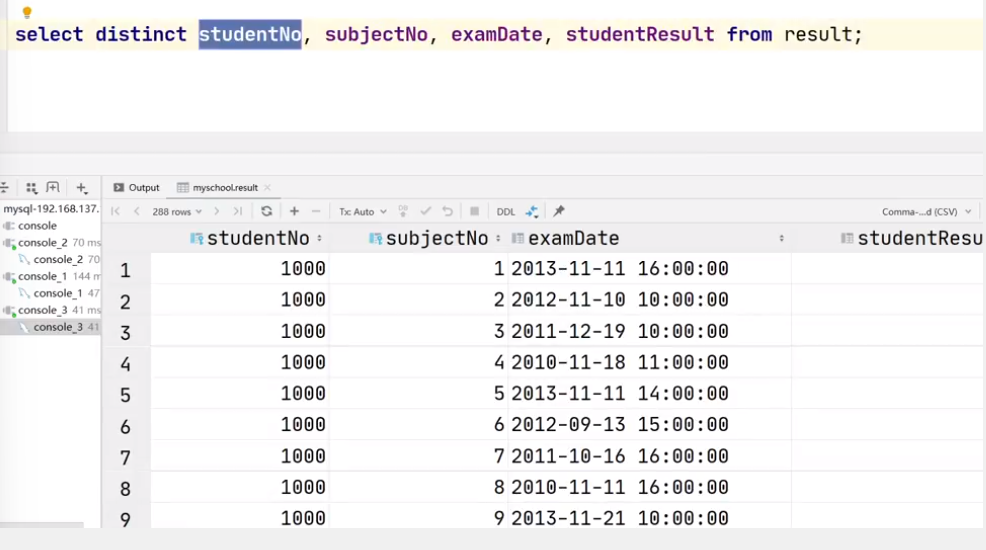 select distinct studentNo, subjectNo, examDate, studentResult from result;
Output myschool.result
288 rows Tx: Auto DDL Comma-...d (CSV)
mysql-192.168.137.
console
console_2 70 ms
console_2 70
console_1 144 m
console_1 47
console_3 41 ms
console_3 41
studentNo subjectNo examDate studentResu
1 1000 1 2013-11-11 16:00:00
2 1000 2 2012-11-10 10:00:00
3 1000 3 2011-12-19 10:00:00
4 1000 4 2010-11-18 11:00:00
5 1000 5 2013-11-11 14:00:00
6 1000 6 2012-09-13 15:00:00
7 1000 7 2011-10-16 16:00:00
8 1000 8 2010-11-11 16:00:00
9 1000 9 2013-11-21 10:00:00